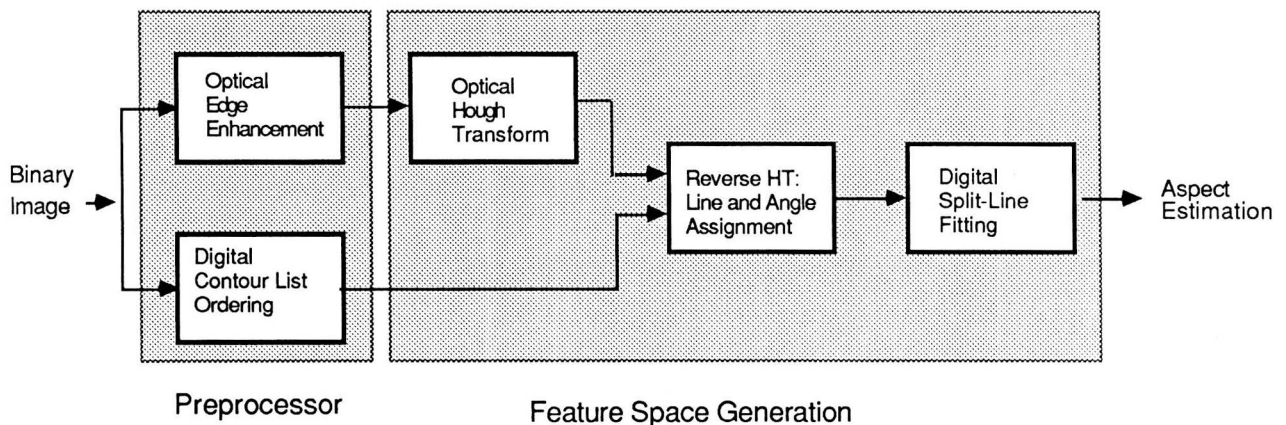 Binary
Image
Optical
Edge
Enhancement
Digital
Contour List
Ordering
Preprocessor
Optical
Hough
Transform
Reverse HT:
Line and Angle
Assignment
Digital
Split-Line
Fitting
Feature Space Generation
Aspect
Estimation